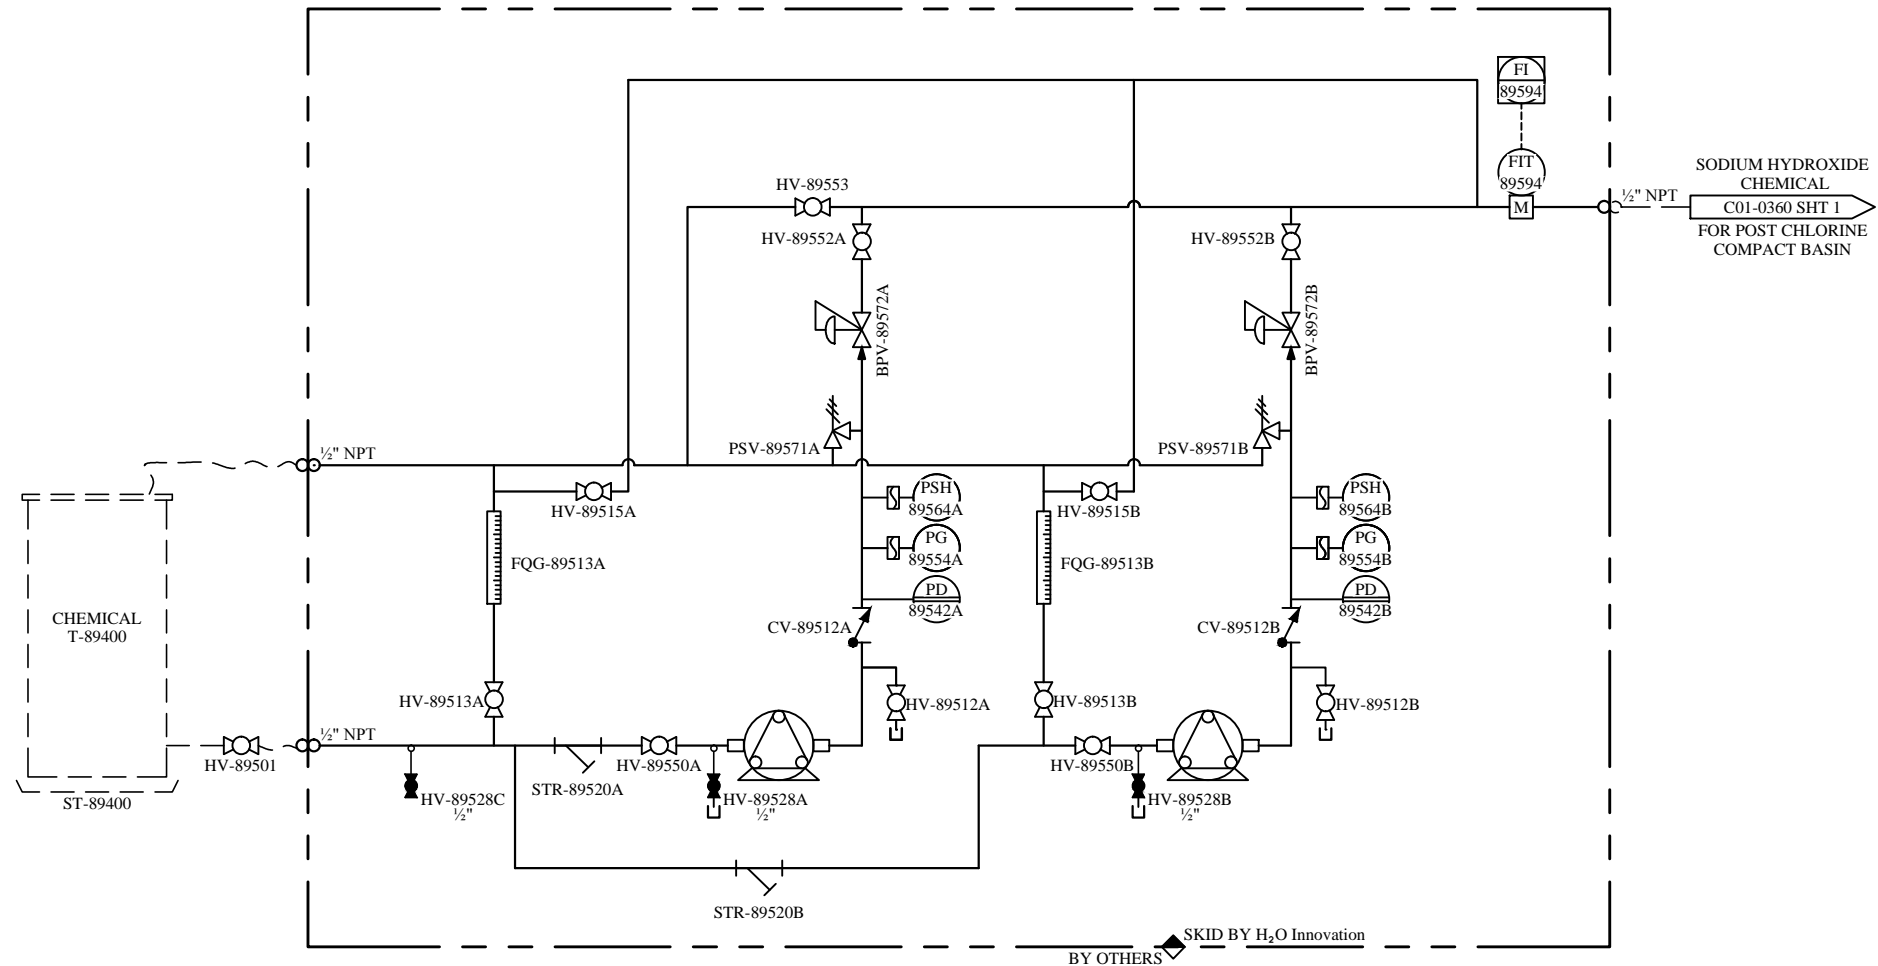 FI
89594
FIT
89594
M
SODIUM HYDROXIDE
CHEMICAL
C01-0360 SHT 1
FOR POST CHLORINE
COMPACT BASIN
½" NPT
HV-89553
HV-89552A
HV-89552B
BPV-89572A
BPV-89572B
PSV-89571A
PSV-89571B
½" NPT
HV-89515A
HV-89515B
PSH
89564A
PSH
89564B
PG
89554A
PG
89554B
PD
89542A
PD
89542B
FQG-89513A
FQG-89513B
CHEMICAL
T-89400
CV-89512A
CV-89512B
HV-89513A
HV-89512A
HV-89513B
HV-89512B
½" NPT
HV-89501
ST-89400
HV-89528C
½"
STR-89520A
HV-89550A
HV-89528A
½"
HV-89550B
HV-89528B
½"
STR-89520B
SKID BY H₂O Innovation
BY OTHERS